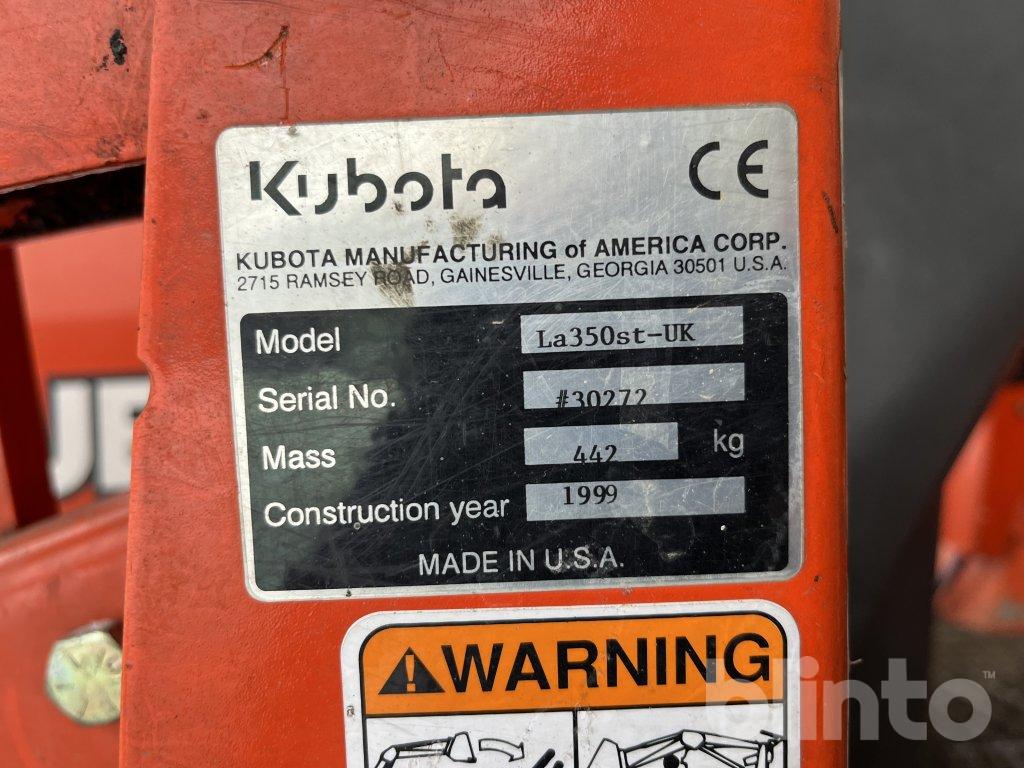 Kubota CE
KUBOTA MANUFACTURING of AMERICA CORP.
2715 RAMSEY ROAD, GAINESVILLE, GEORGIA 30501 U.S.A.
Model La350st-UK
Serial No. #30272
Mass 442 kg
Construction year 1999
MADE IN U.S.A.
WARNING
blinto™